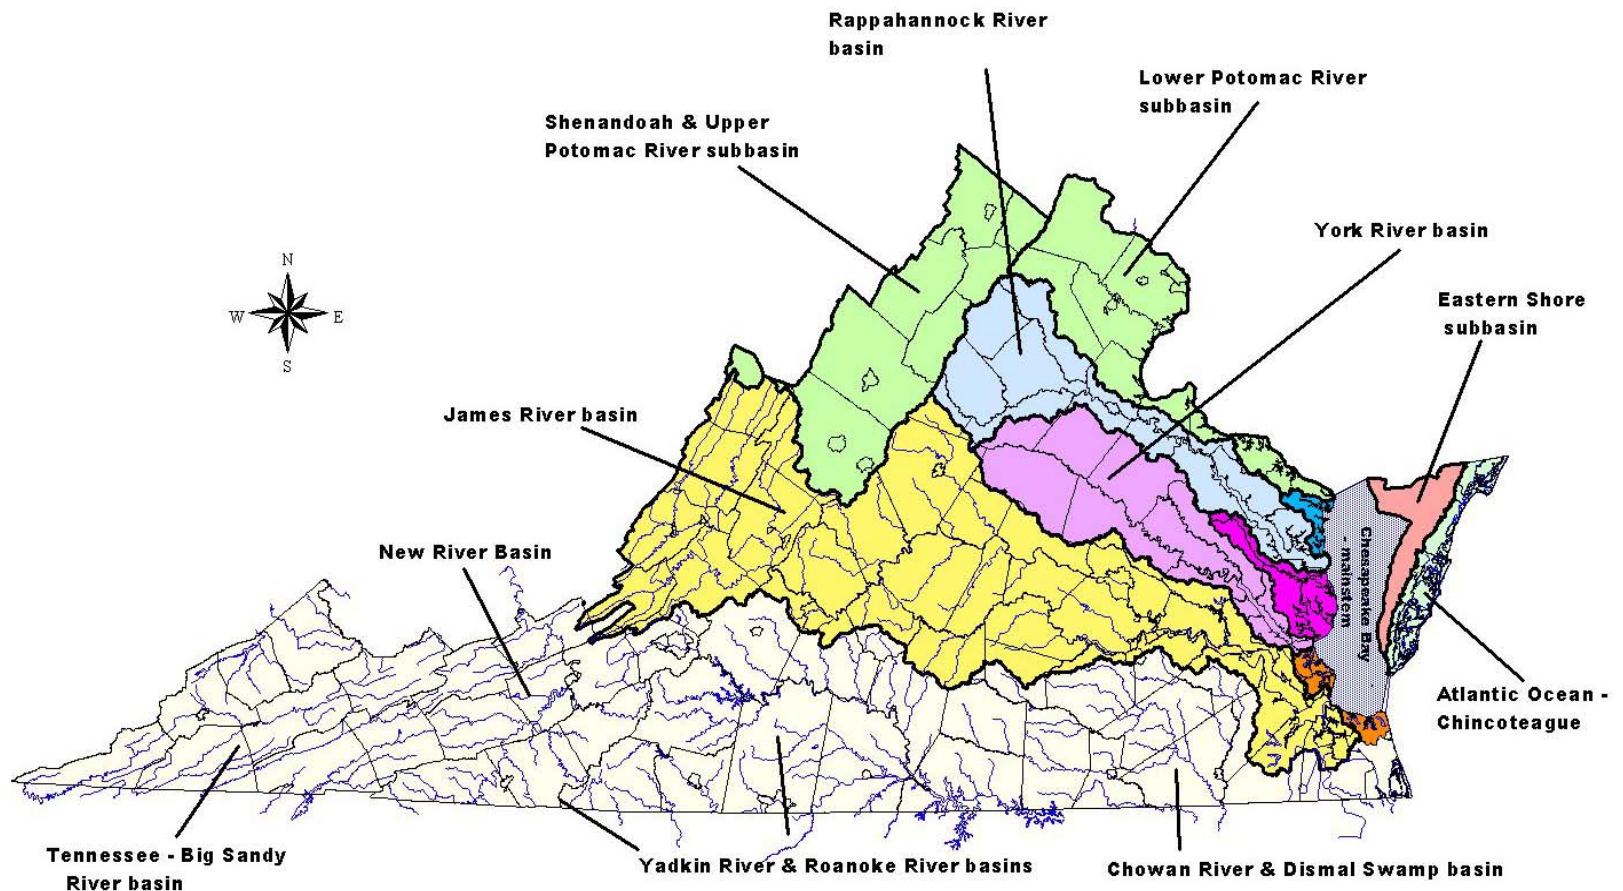 Rappahannock River
basin
Lower Potomac River
subbasin
Shenandoah & Upper
Potomac River subbasin
York River basin
N
W
E
S
Eastern Shore
subbasin
James River basin
New River Basin
Chesapeake Bay
- mainstem
Atlantic Ocean -
Chincoteague
Tennessee - Big Sandy
River basin
Yadkin River & Roanoke River basins
Chowan River & Dismal Swamp basin